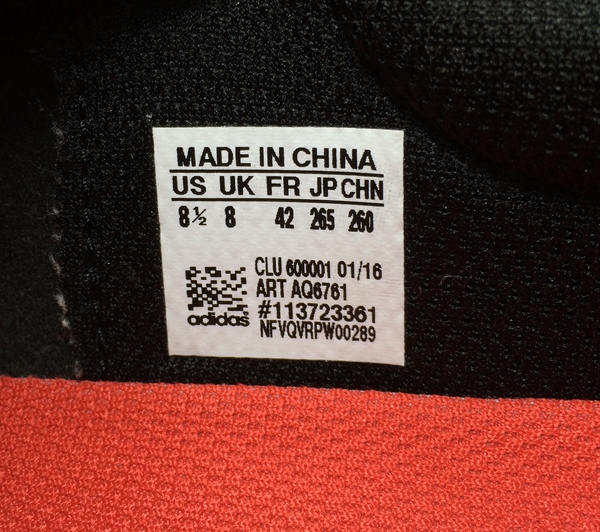 MADE IN CHINA
US UK FR JP CHN
8½ 8 42 265 260
CLU 600001 01/16
ART AQ6761
#113723361
NFVQVRPW00289
adidas